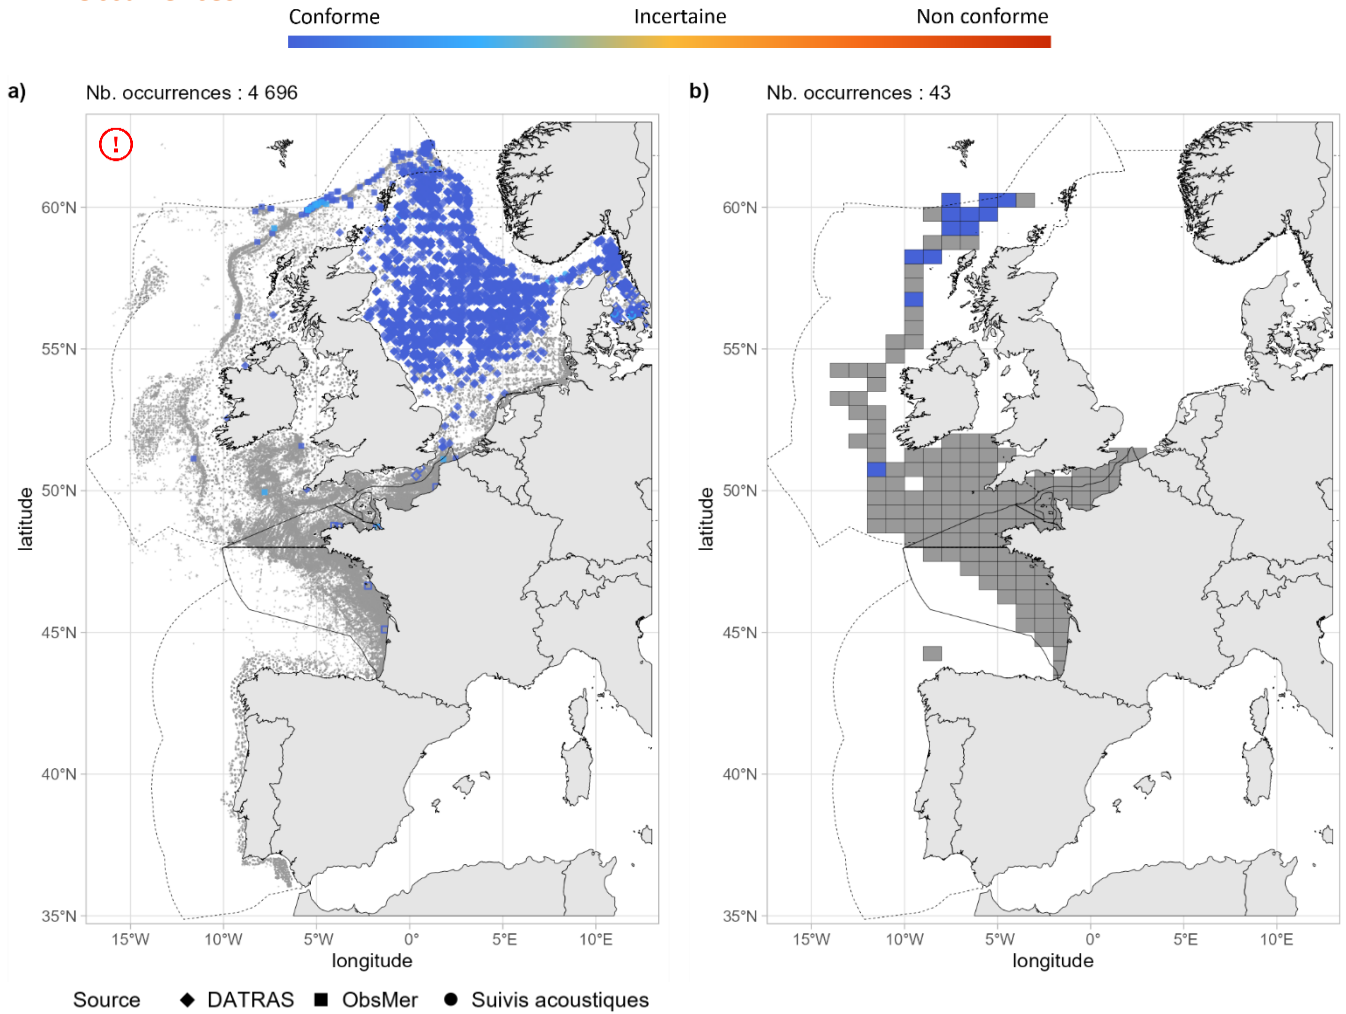 Conforme Incertaine Non conforme
a) Nb. occurrences : 4 696
b) Nb. occurrences : 43
!
60°N
55°N
50°N
45°N
40°N
35°N
latitude
15°W 10°W 5°W 0° 5°E 10°E
longitude
60°N
55°N
50°N
45°N
40°N
35°N
latitude
15°W 10°W 5°W 0° 5°E 10°E
longitude
Source DATRAS ObsMer Suivis acoustiques